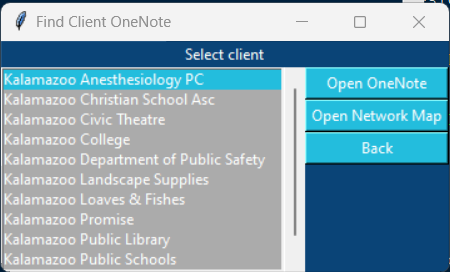 Find Client OneNote
Select client
Kalamazoo Anesthesiology PC
Kalamazoo Christian School Asc
Kalamazoo Civic Theatre
Kalamazoo College
Kalamazoo Department of Public Safety
Kalamazoo Landscape Supplies
Kalamazoo Loaves & Fishes
Kalamazoo Promise
Kalamazoo Public Library
Kalamazoo Public Schools
Open OneNote
Open Network Map
Back